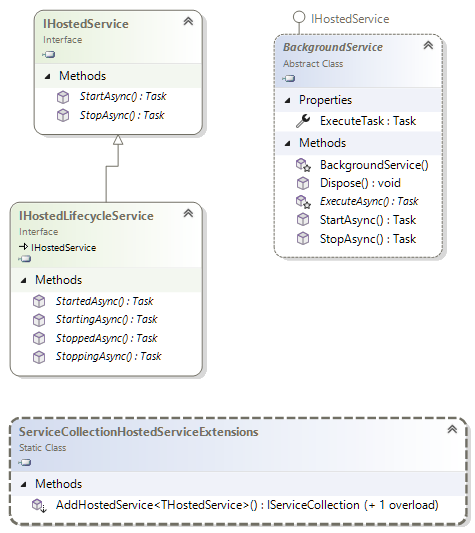 IHostedService
Interface
Methods
StartAsync() : Task
StopAsync() : Task
IHostedService
BackgroundService
Abstract Class
Properties
ExecuteTask : Task
Methods
BackgroundService()
Dispose() : void
ExecuteAsync() : Task
StartAsync() : Task
StopAsync() : Task
IHostedLifecycleService
Interface
IHostedService
Methods
StartedAsync() : Task
StartingAsync() : Task
StoppedAsync() : Task
StoppingAsync() : Task
ServiceCollectionHostedServiceExtensions
Static Class
Methods
AddHostedService<THostedService>() : IServiceCollection (+ 1 overload)